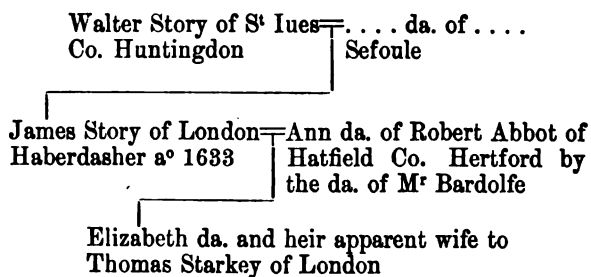 Walter Story of Sᵗ Iues=. . . . da. of . . . .
Co. Huntingdon Sefoule
James Story of London=Ann da. of Robert Abbot of
Haberdasher aº 1633 Hatfield Co. Hertford by
the da. of Mʳ Bardolfe
Elizabeth da. and heir apparent wife to
Thomas Starkey of London